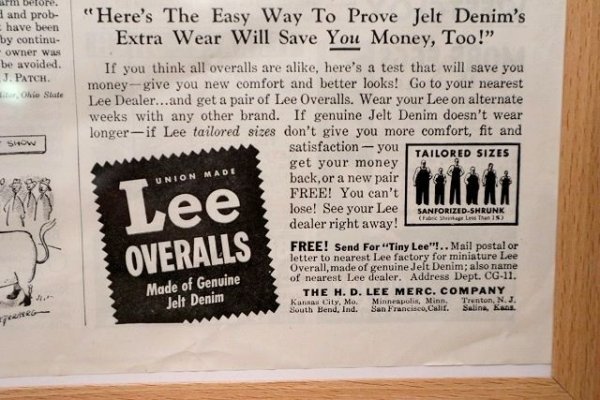 arm before.
d and prob-
have been
by continu-
owner was
be avoided.
J. PATCH.
Ohio State
SHOW
"Here's The Easy Way To Prove Jelt Denim's
Extra Wear Will Save You Money, Too!"
If you think all overalls are alike, here's a test that will save you
money—give you new comfort and better looks! Go to your nearest
Lee Dealer...and get a pair of Lee Overalls. Wear your Lee on alternate
weeks with any other brand. If genuine Jelt Denim doesn't wear
longer—if Lee tailored sizes don't give you more comfort, fit and
satisfaction—you
get your money
back, or a new pair
FREE! You can't
lose! See your Lee
dealer right away!
UNION MADE
Lee
OVERALLS
Made of Genuine
Jelt Denim
TAILORED SIZES
SANFORIZED-SHRUNK
(Fabric Shrinkage Less Than 1%)
FREE! Send For "Tiny Lee"!.. Mail postal or
letter to nearest Lee factory for miniature Lee
Overall, made of genuine Jelt Denim; also name
of nearest Lee dealer. Address Dept. CG-11.
THE H. D. LEE MERC. COMPANY
Kansas City, Mo. Minneapolis, Minn. Trenton, N. J.
South Bend, Ind. San Francisco, Calif. Salina, Kans.